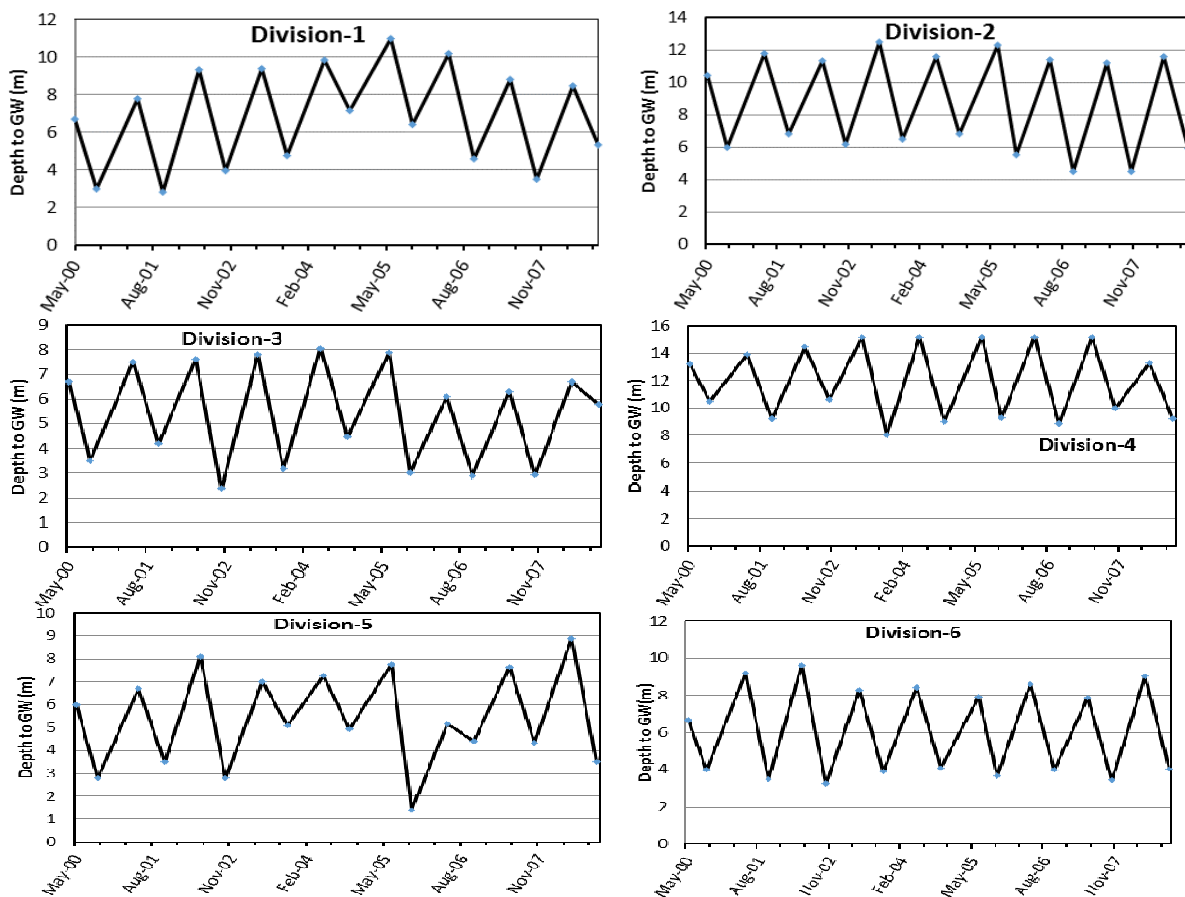 Division-1
Depth to GW (m)
12
10
8
6
4
2
0
May-00
Aug-01
Nov-02
Feb-04
May-05
Aug-06
Nov-07
Division-2
Depth to GW (m)
14
12
10
8
6
4
2
0
May-00
Aug-01
Nov-02
Feb-04
May-05
Aug-06
Nov-07
Division-3
Depth to GW (m)
9
8
7
6
5
4
3
2
1
0
May-00
Aug-01
Nov-02
Feb-04
May-05
Aug-06
Nov-07
Division-4
Depth to GW (m)
16
14
12
10
8
6
4
2
0
May-00
Aug-01
Nov-02
Feb-04
May-05
Aug-06
Nov-07
Division-5
Depth to GW(m)
10
9
8
7
6
5
4
3
2
1
0
May-00
Aug-01
Nov-02
Feb-04
May-05
Aug-06
Nov-07
Division-6
Depth to GW(m)
12
10
8
6
4
2
0
May-00
Aug-01
Nov-02
Feb-04
May-05
Aug-06
Nov-07